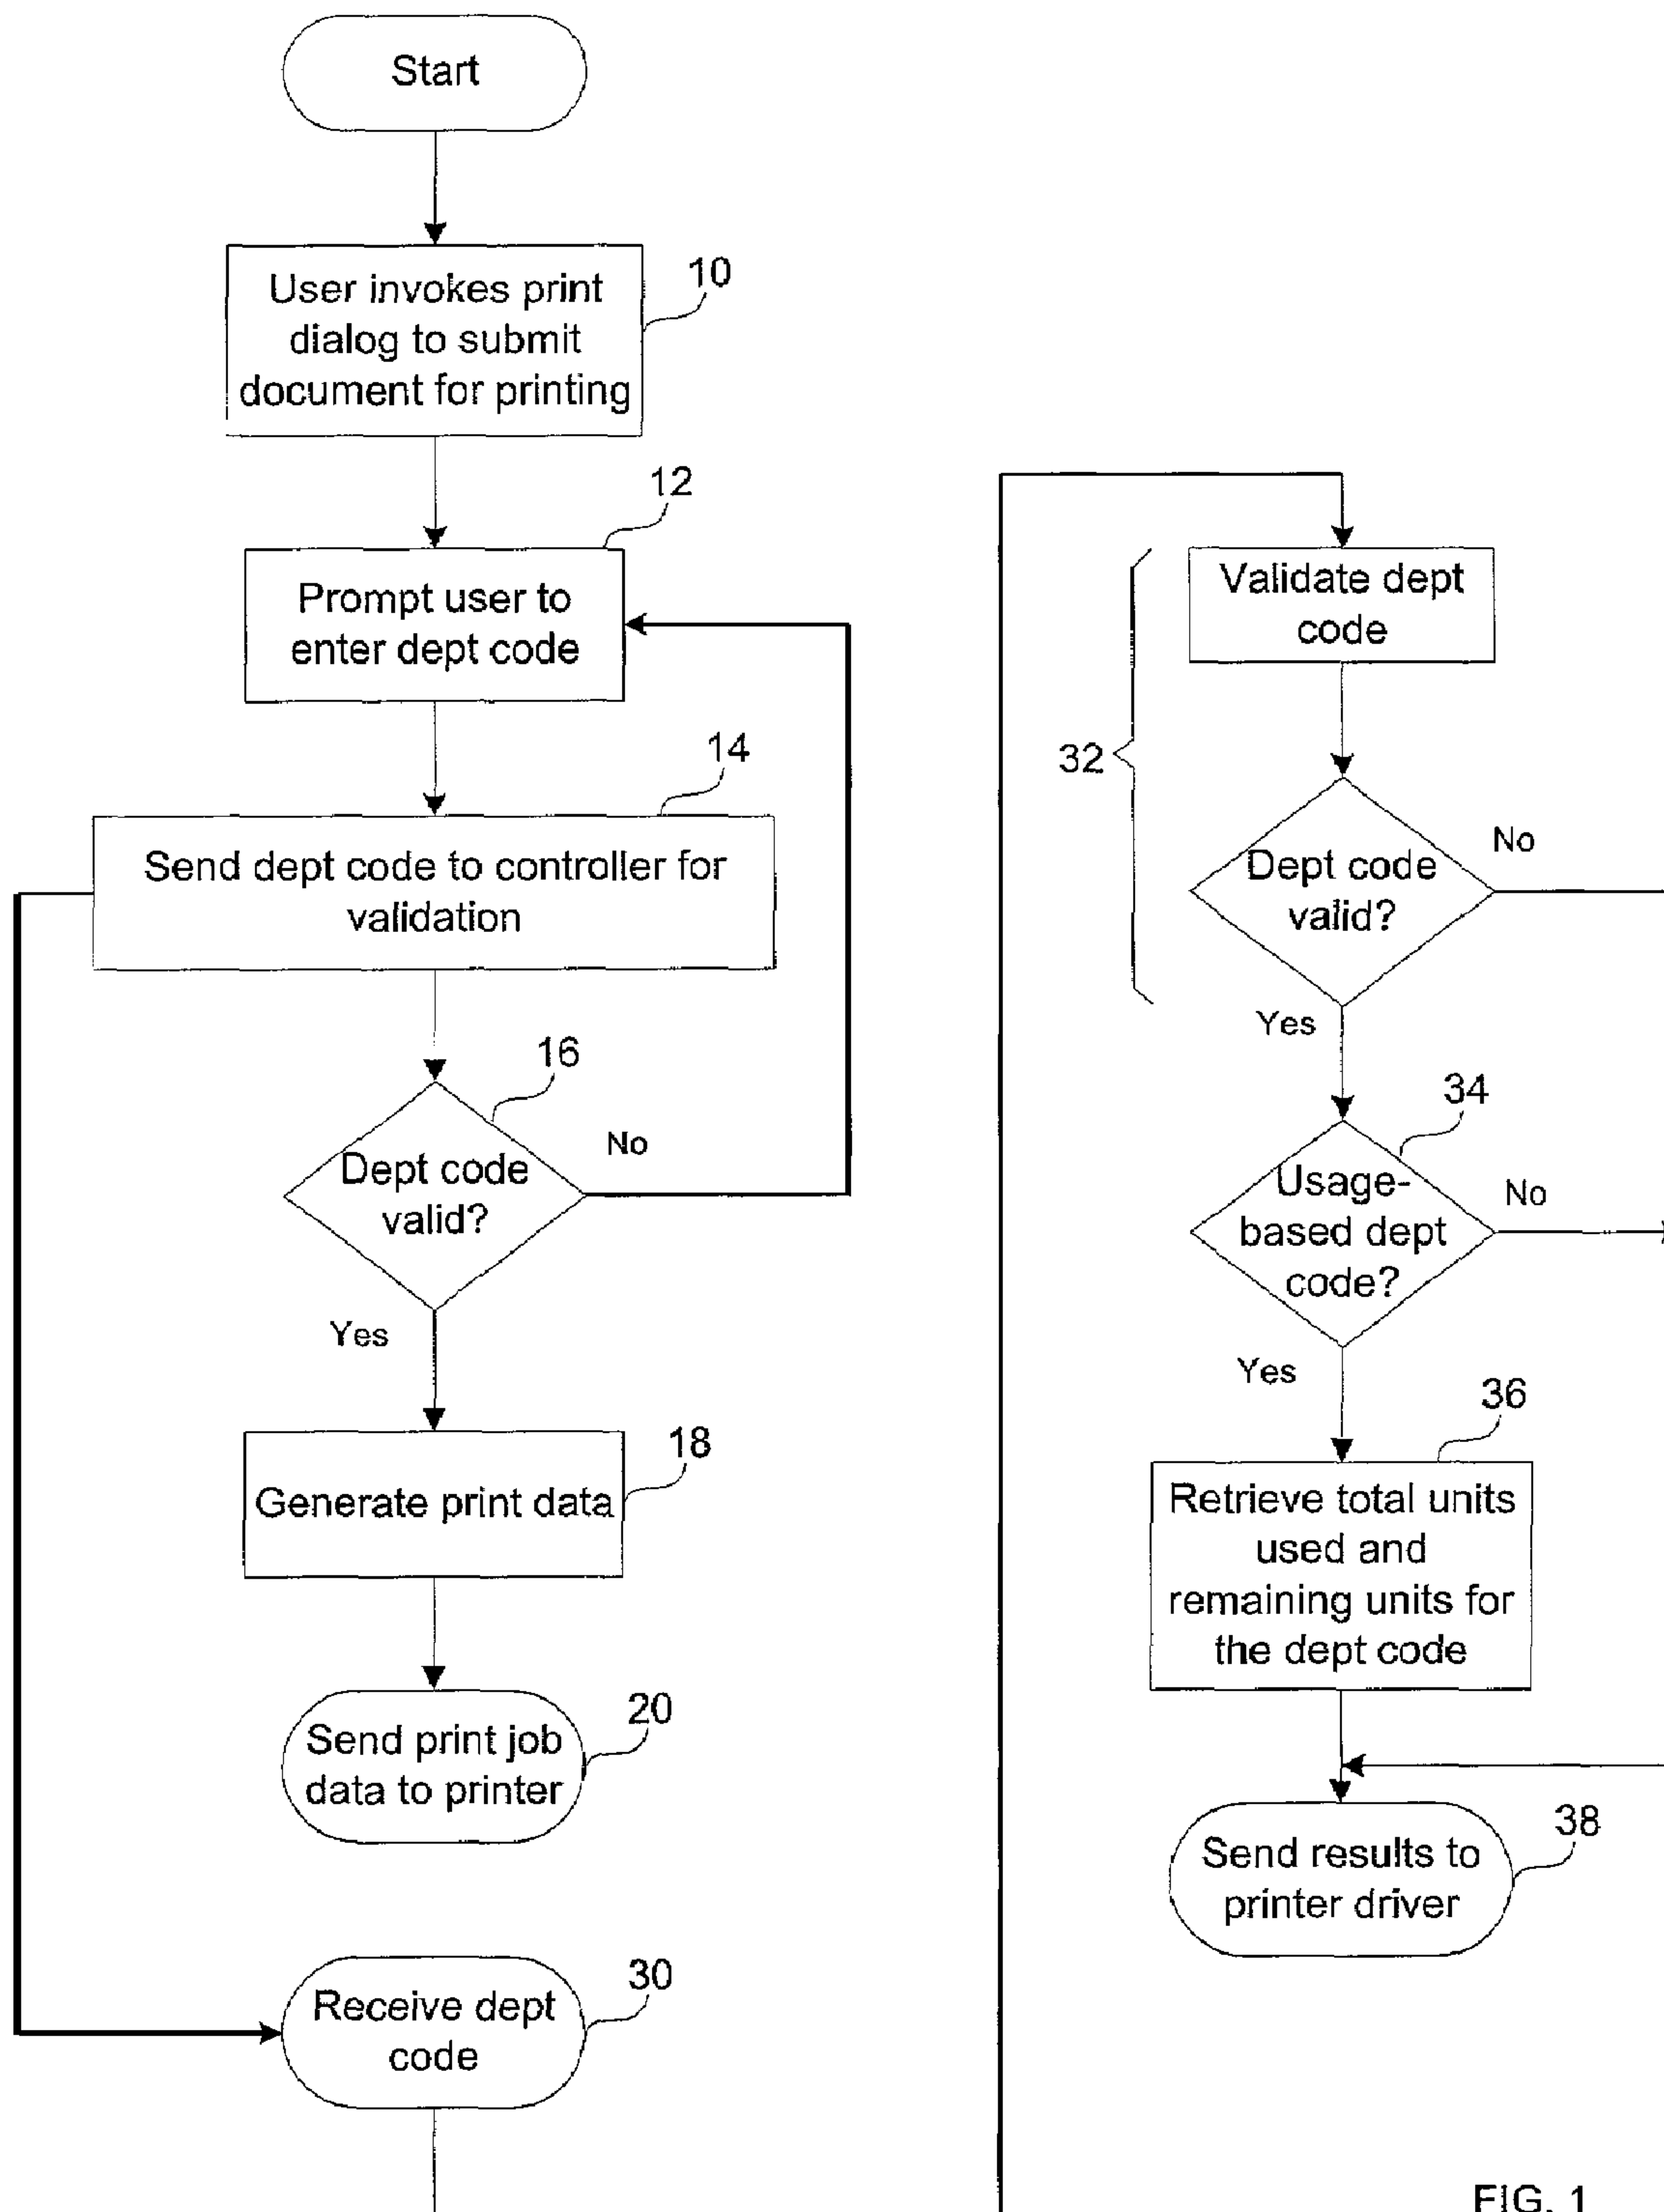 Start
User invokes print
dialog to submit
document for printing
10
Prompt user to
enter dept code
12
Send dept code to controller for
validation
14
Dept code
valid?
16
No
Yes
Generate print data
18
Send print job
data to printer
20
Receive dept
code
30
Validate dept
code
32
Dept code
valid?
No
Yes
Usage-
based dept
code?
34
No
Yes
Retrieve total units
used and
remaining units for
the dept code
36
Send results to
printer driver
38
FIG. 1